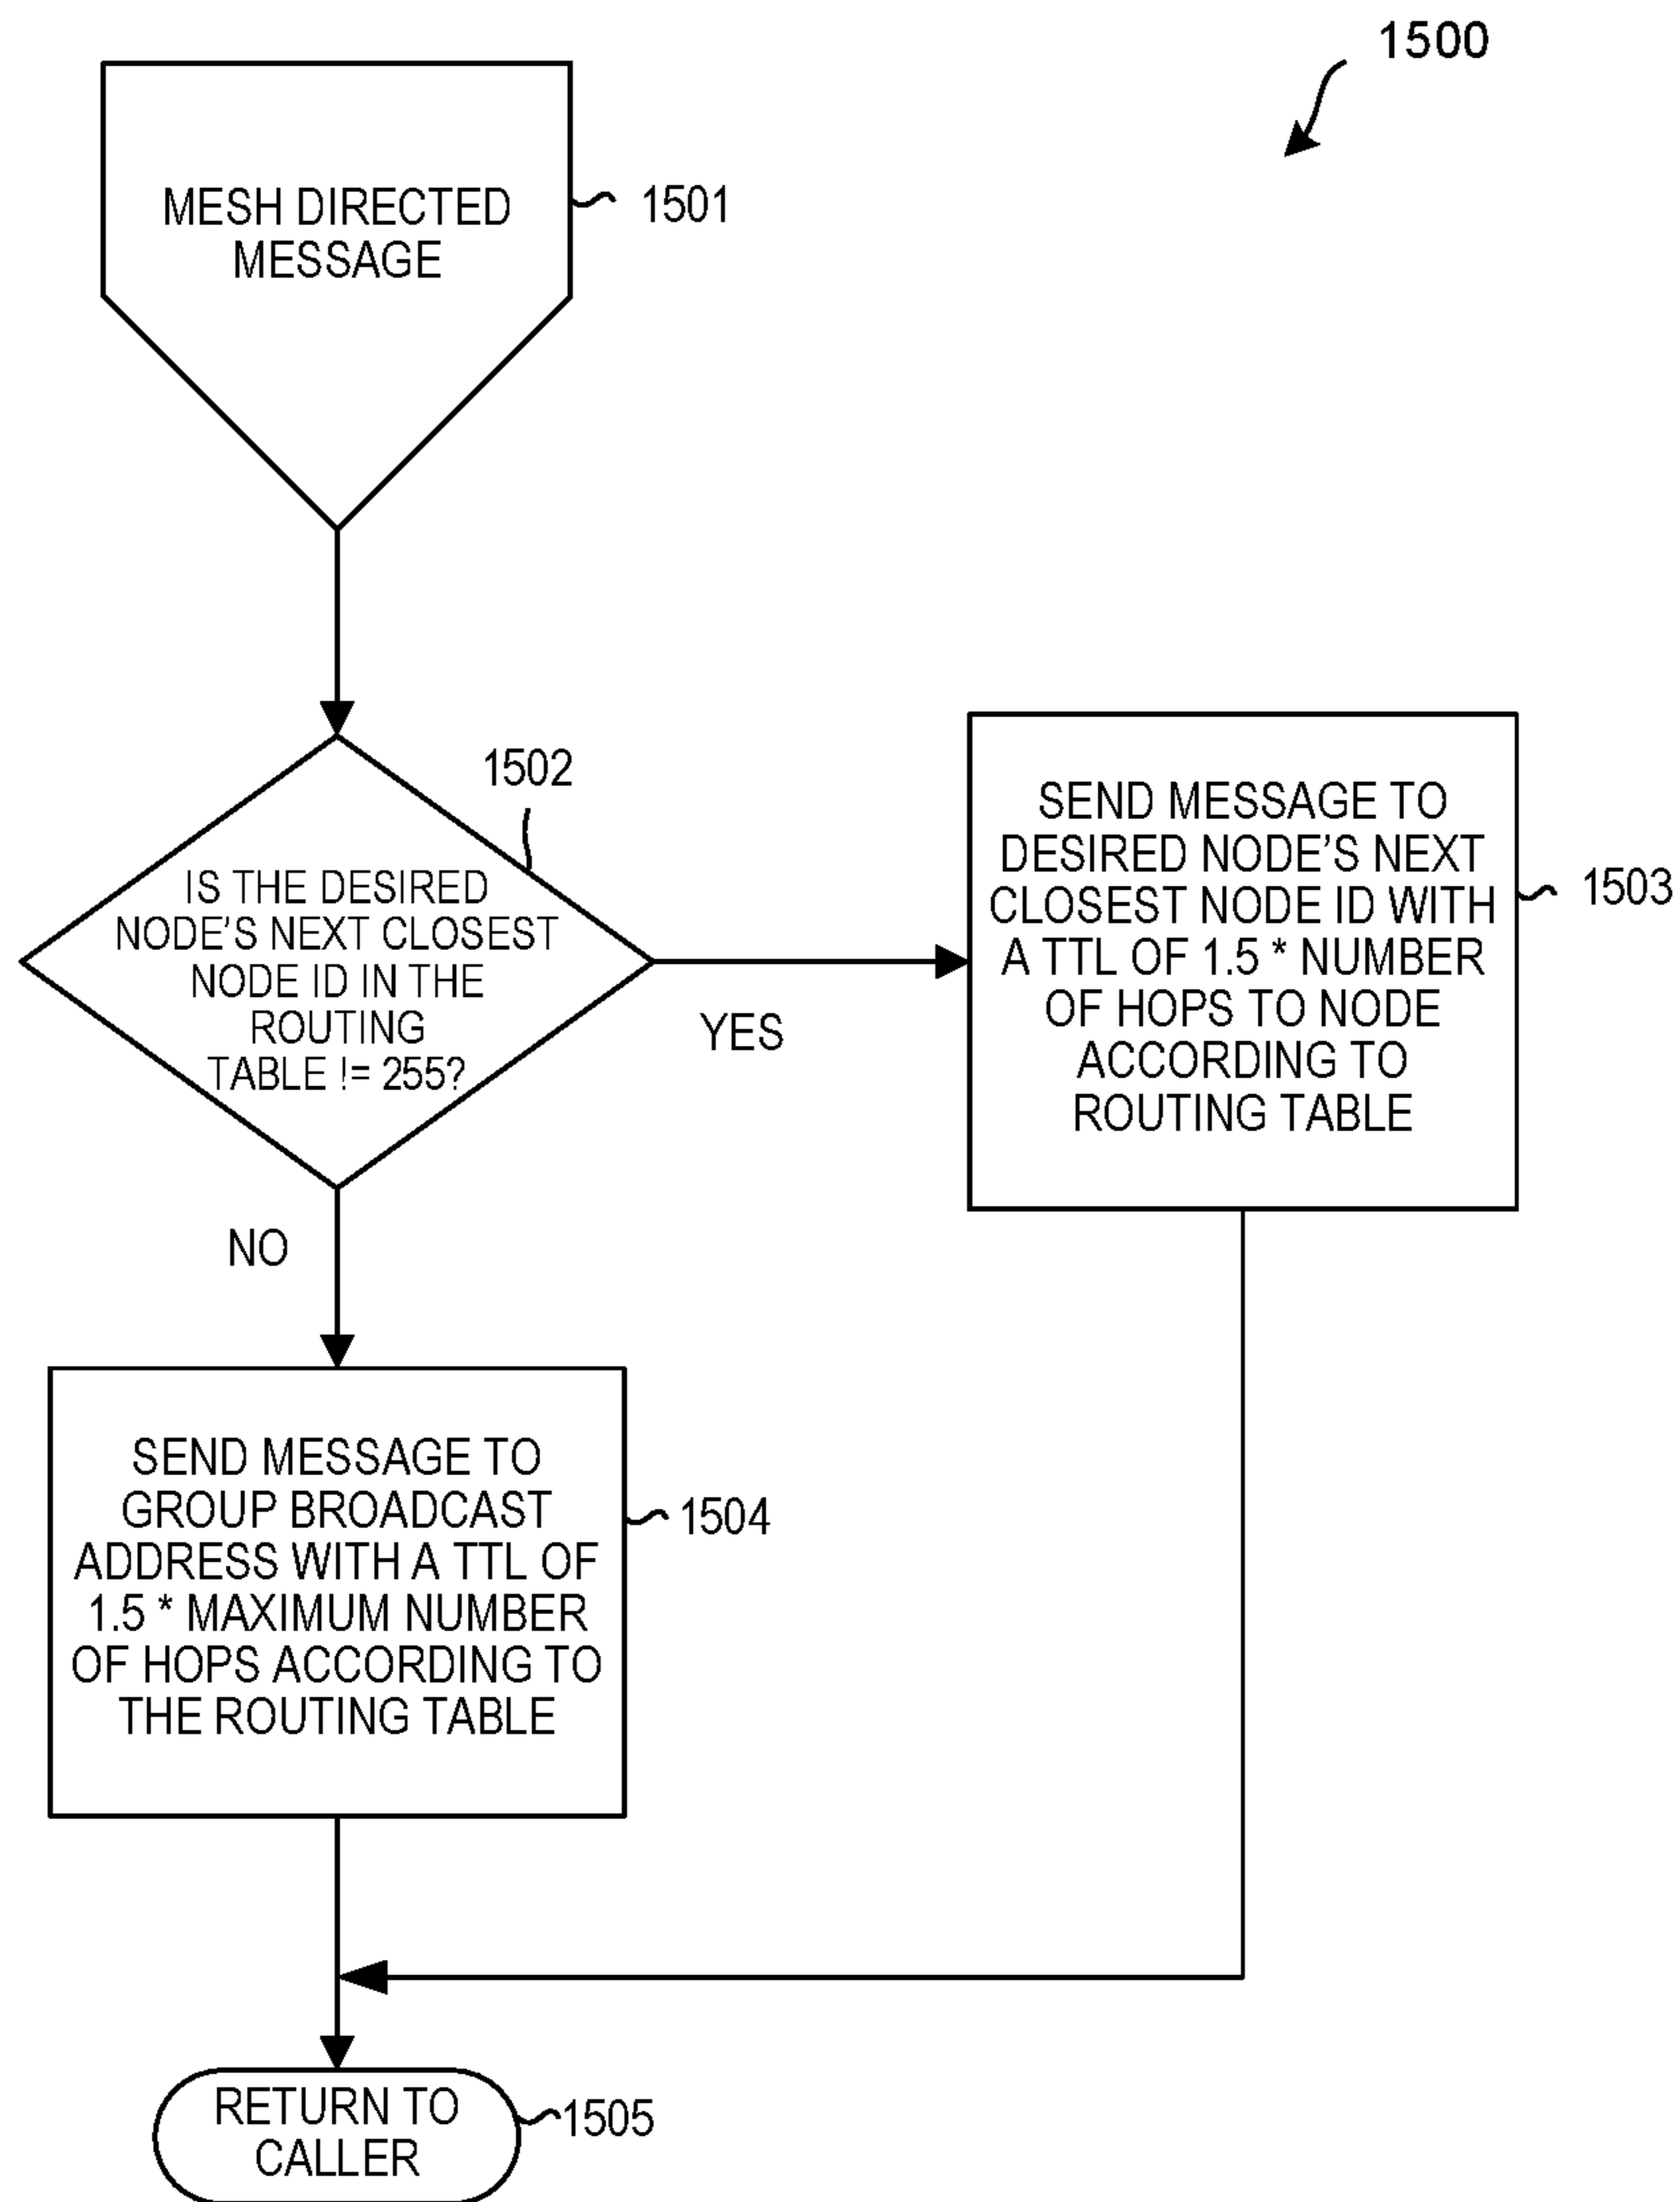 1500
MESH DIRECTED
MESSAGE
1501
1502
IS THE DESIRED
NODE'S NEXT CLOSEST
NODE ID IN THE
ROUTING
TABLE != 255?
YES
SEND MESSAGE TO
DESIRED NODE'S NEXT
CLOSEST NODE ID WITH
A TTL OF 1.5 * NUMBER
OF HOPS TO NODE
ACCORDING TO
ROUTING TABLE
1503
NO
SEND MESSAGE TO
GROUP BROADCAST
ADDRESS WITH A TTL OF
1.5 * MAXIMUM NUMBER
OF HOPS ACCORDING TO
THE ROUTING TABLE
1504
RETURN TO
CALLER
1505